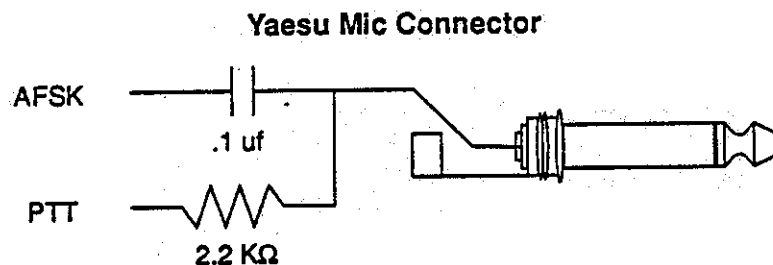 Yaesu Mic Connector
AFSK
.1 uf
PTT
2.2 KΩ